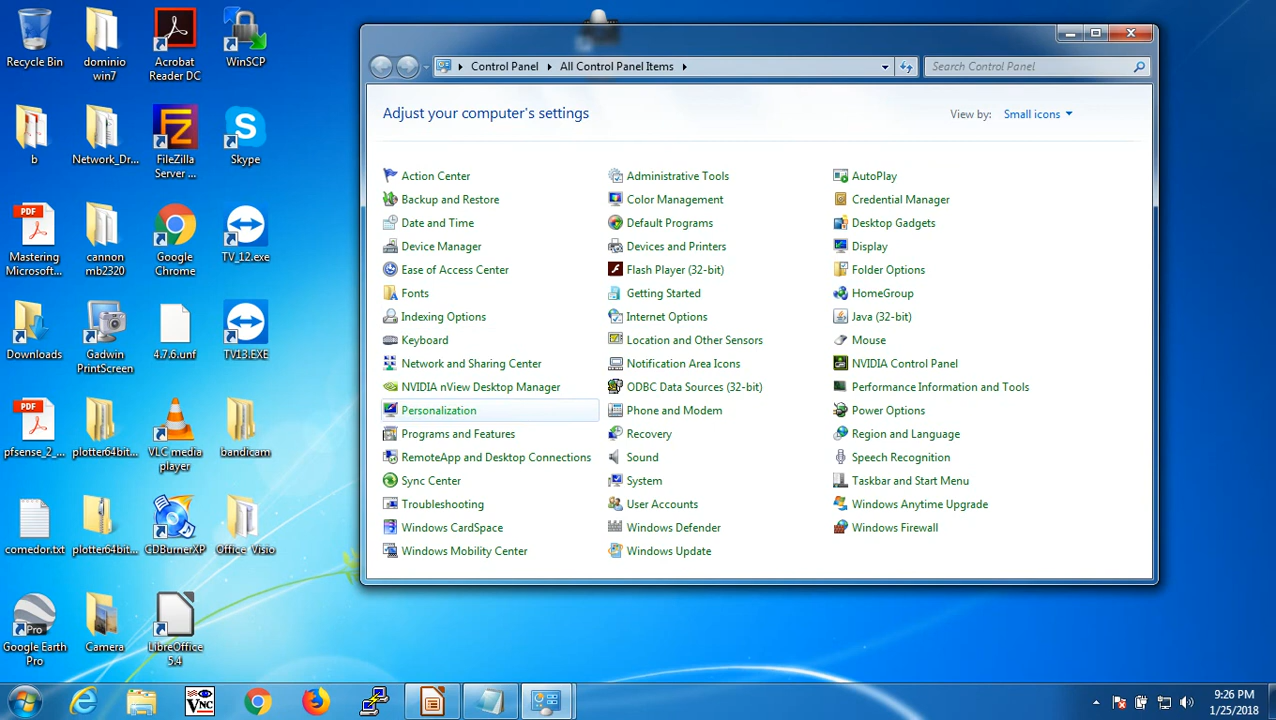 Recycle Bin
dominio
win7
Acrobat
Reader DC
WinSCP
b
Network_Dr...
FileZilla
Server ...
Skype
PDF
Mastering
Microsoft...
cannon
mb2320
Google
Chrome
TV_12.exe
Downloads
Gadwin
PrintScreen
4.7.6.unf
TV13.EXE
PDF
pfsense_2_...
plotter64bit...
VLC media
player
bandicam
comedor.txt
plotter64bit...
CDBurnerXP
Office_Visio
Pro
Google Earth
Pro
Camera
LibreOffice
5.4
Control Panel
All Control Panel Items
Search Control Panel
Adjust your computer's settings
View by:
Small icons
Action Center
Administrative Tools
AutoPlay
Backup and Restore
Color Management
Credential Manager
Date and Time
Default Programs
Desktop Gadgets
Device Manager
Devices and Printers
Display
Ease of Access Center
Flash Player (32-bit)
Folder Options
Fonts
Getting Started
HomeGroup
Indexing Options
Internet Options
Java (32-bit)
Keyboard
Location and Other Sensors
Mouse
Network and Sharing Center
Notification Area Icons
NVIDIA Control Panel
NVIDIA nView Desktop Manager
ODBC Data Sources (32-bit)
Performance Information and Tools
Personalization
Phone and Modem
Power Options
Programs and Features
Recovery
Region and Language
RemoteApp and Desktop Connections
Sound
Speech Recognition
Sync Center
System
Taskbar and Start Menu
Troubleshooting
User Accounts
Windows Anytime Upgrade
Windows CardSpace
Windows Defender
Windows Firewall
Windows Mobility Center
Windows Update
VNC
9:26 PM
1/25/2018